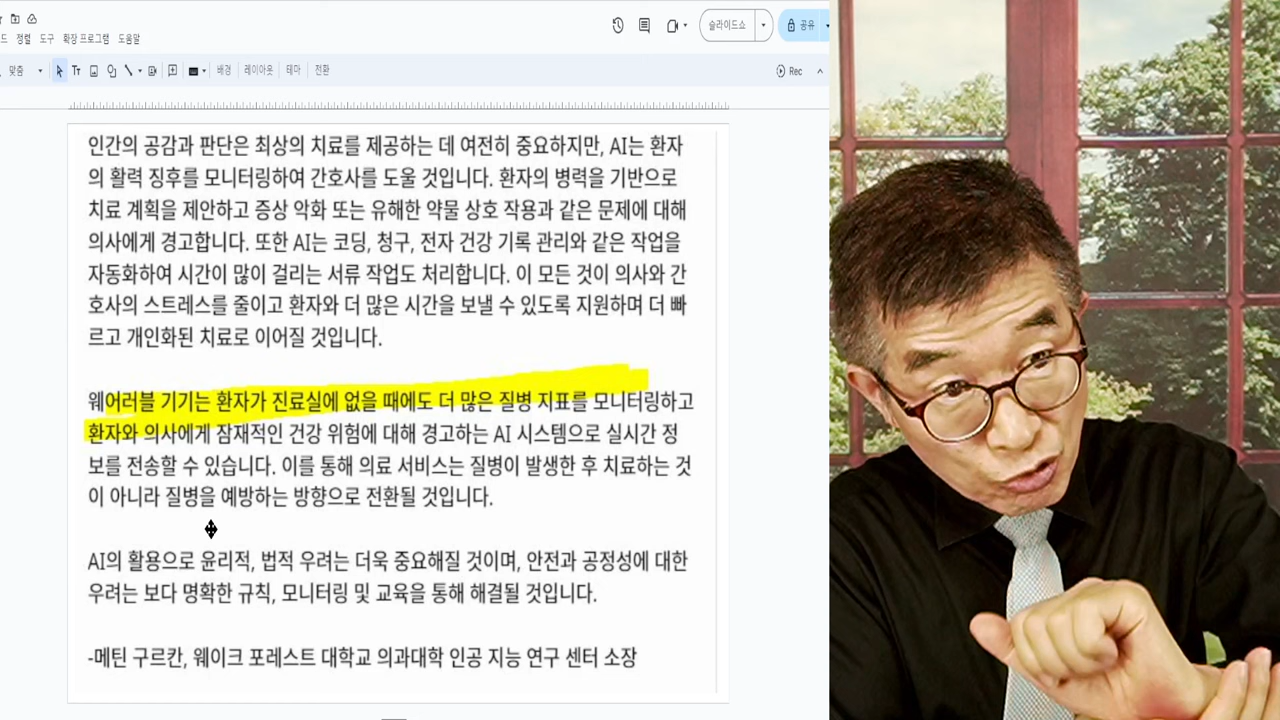 드 정렬 도구 확장 프로그램 도움말
슬라이드쇼 공유
맞춤 Tr 배경 레이아웃 테마 전환 Rec
인간의 공감과 판단은 최상의 치료를 제공하는 데 여전히 중요하지만, AI는 환자
의 활력 징후를 모니터링하여 간호사를 도울 것입니다. 환자의 병력을 기반으로
치료 계획을 제안하고 증상 악화 또는 유해한 약물 상호 작용과 같은 문제에 대해
의사에게 경고합니다. 또한 AI는 코딩, 청구, 전자 건강 기록 관리와 같은 작업을
자동화하여 시간이 많이 걸리는 서류 작업도 처리합니다. 이 모든 것이 의사와 간
호사의 스트레스를 줄이고 환자와 더 많은 시간을 보낼 수 있도록 지원하며 더 빠
르고 개인화된 치료로 이어질 것입니다.
웨어러블 기기는 환자가 진료실에 없을 때에도 더 많은 질병 지표를 모니터링하고
환자와 의사에게 잠재적인 건강 위험에 대해 경고하는 AI 시스템으로 실시간 정
보를 전송할 수 있습니다. 이를 통해 의료 서비스는 질병이 발생한 후 치료하는 것
이 아니라 질병을 예방하는 방향으로 전환될 것입니다.
AI의 활용으로 윤리적, 법적 우려는 더욱 중요해질 것이며, 안전과 공정성에 대한
우려는 보다 명확한 규칙, 모니터링 및 교육을 통해 해결될 것입니다.
-메틴 구르칸, 웨이크 포레스트 대학교 의과대학 인공 지능 연구 센터 소장